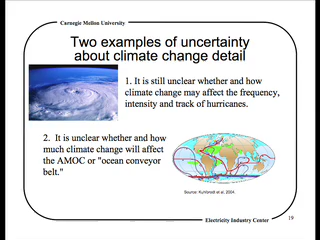 Carnegie Mellon University
Two examples of uncertainty
about climate change detail
1. It is still unclear whether and how
climate change may affect the frequency,
intensity and track of hurricanes.
2. It is unclear whether and how
much climate change will affect
the AMOC or "ocean conveyor
belt."
Source: Kuhlbrodt et al. 2004.
Electricity Industry Center
19